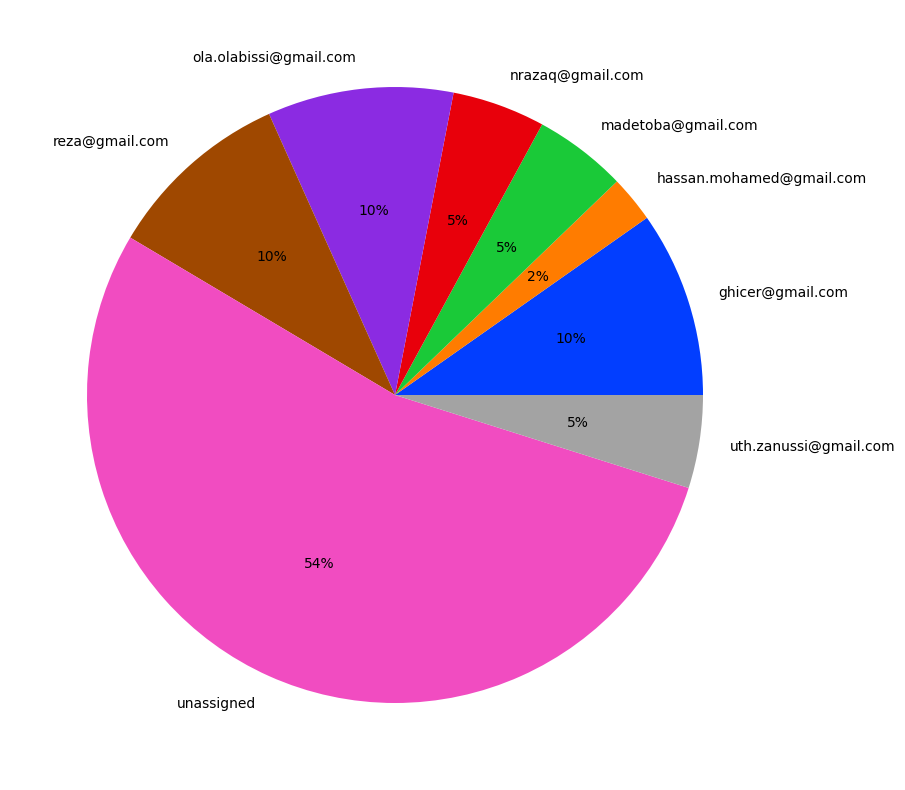 ola.olabissi@gmail.com
nrazaq@gmail.com
madetoba@gmail.com
reza@gmail.com
hassan.mohamed@gmail.com
10%
5%
5%
10%
2%
ghicer@gmail.com
10%
5%
uth.zanussi@gmail.com
54%
unassigned